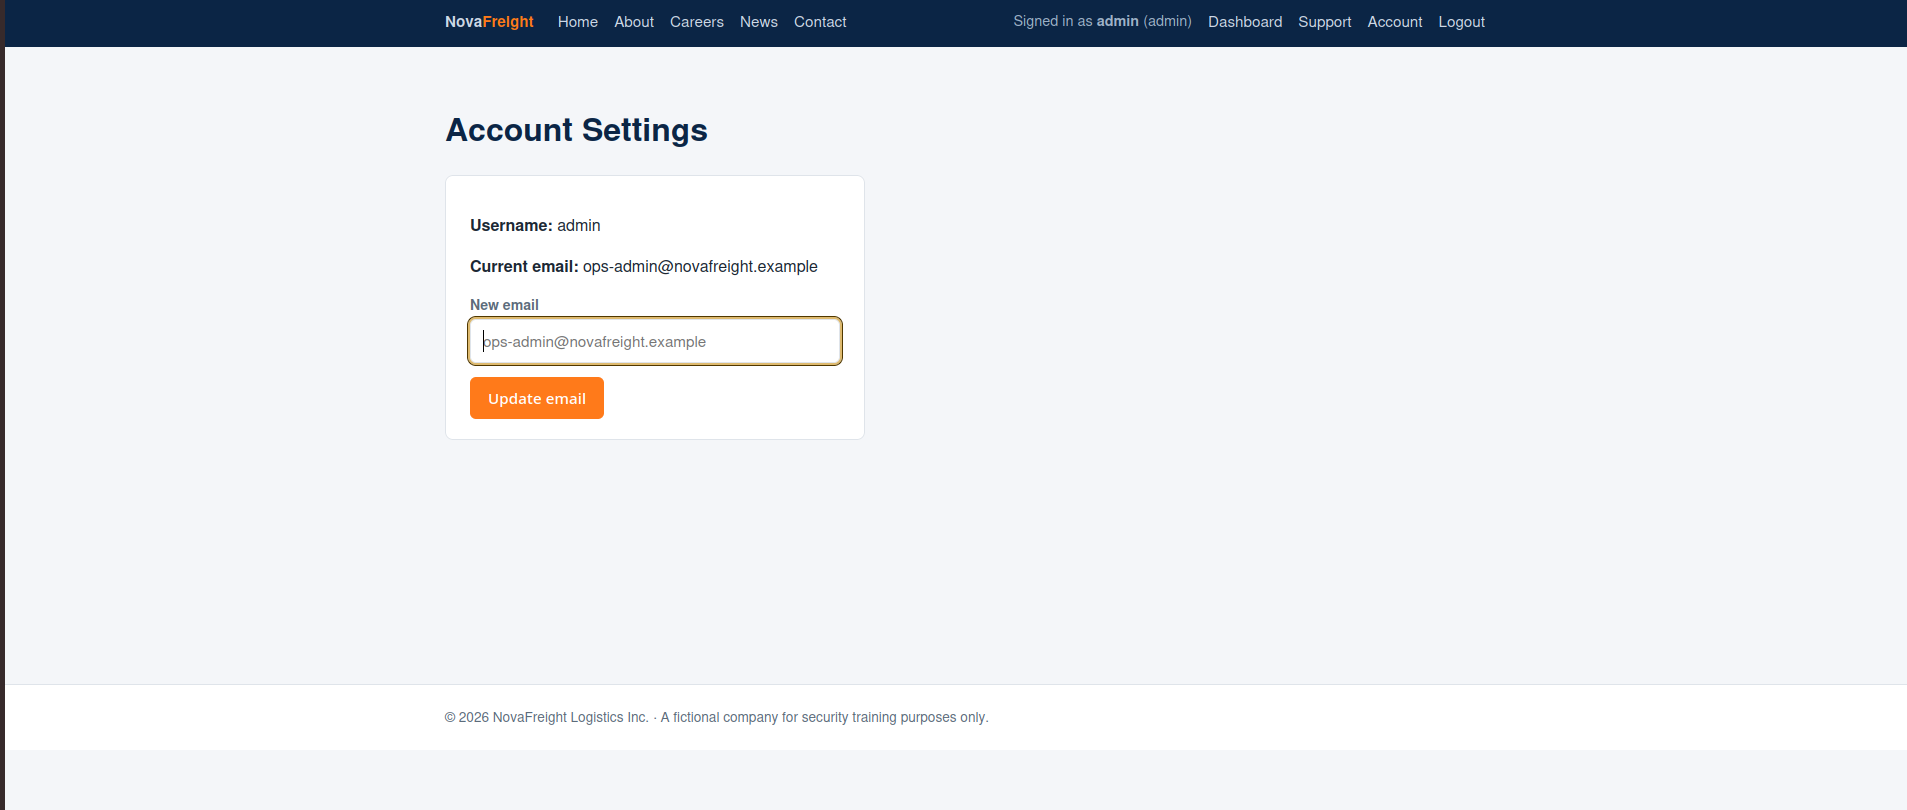 NovaFreight Home About Careers News Contact Signed in as admin (admin) Dashboard Support Account Logout
Account Settings
Username: admin
Current email: ops-admin@novafreight.example
New email
ops-admin@novafreight.example
Update email
© 2026 NovaFreight Logistics Inc. · A fictional company for security training purposes only.